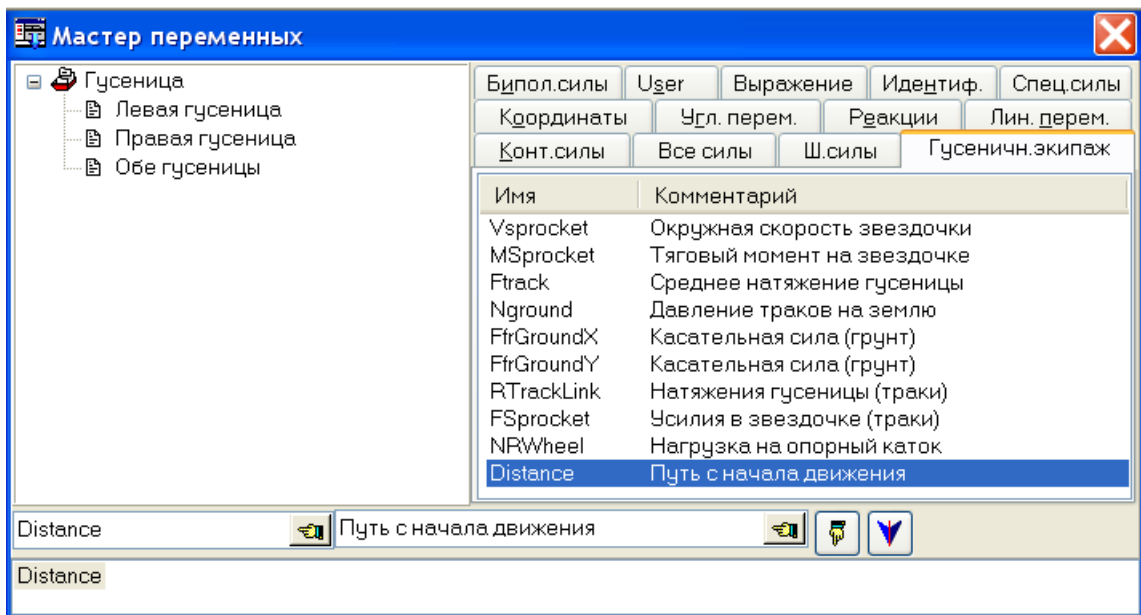 Мастер переменных
Гусеница
Левая гусеница
Правая гусеница
Обе гусеницы
Бипол.силы User Выражение Идентиф. Спец.силы
Координаты Угл. перем. Реакции Лин. перем.
Конт.силы Все силы Ш.силы Гусеничн.экипаж
Имя Комментарий
Vsprocket Окружная скорость звездочки
MSprocket Тяговый момент на звездочке
Ftrack Среднее натяжение гусеницы
Nground Давление траков на землю
FfrGroundX Касательная сила (грунт)
FfrGroundY Касательная сила (грунт)
RTrackLink Натяжения гусеницы (траки)
FSprocket Усилия в звездочке (траки)
NRWheel Нагрузка на опорный каток
Distance Путь с начала движения
Distance Путь с начала движения
Distance